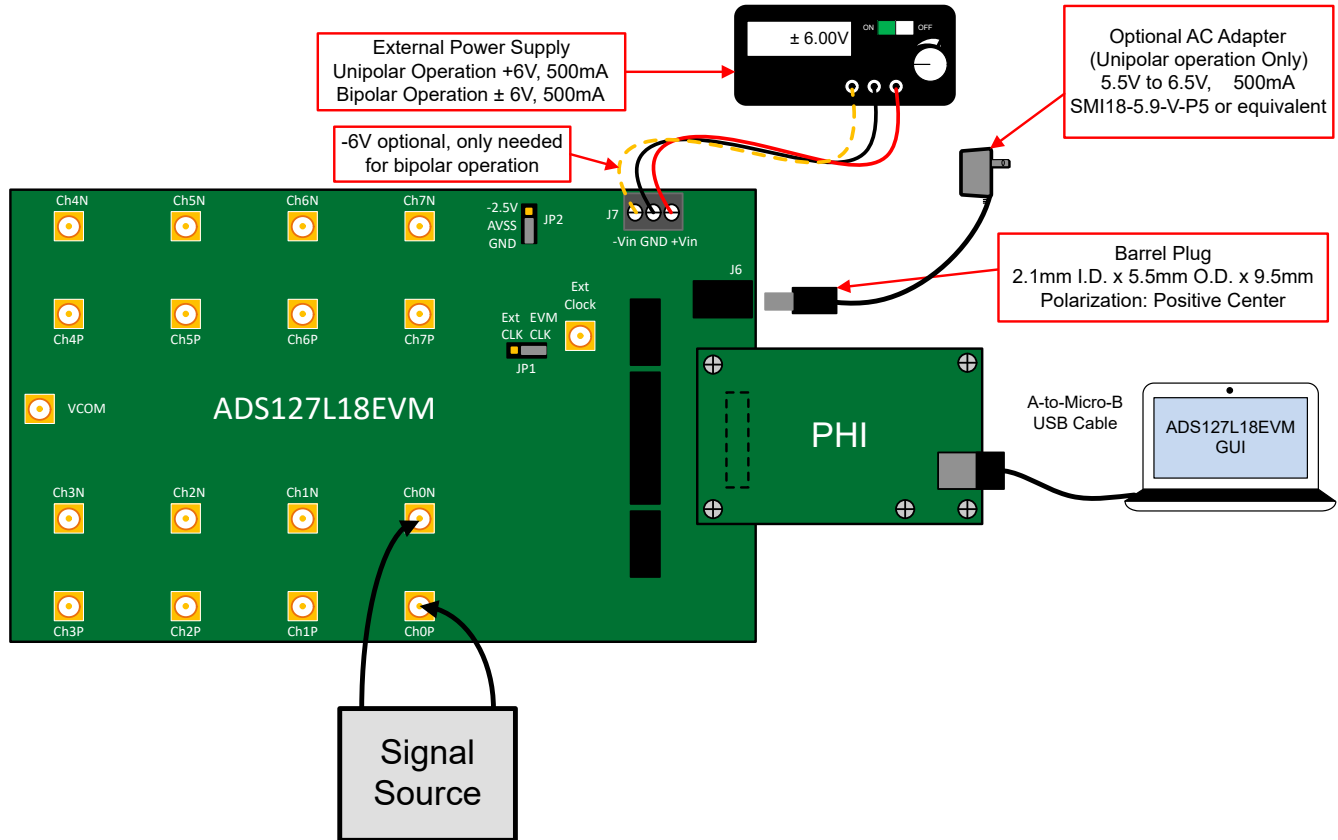 ± 6.00V
ON
OFF
External Power Supply
Unipolar Operation +6V, 500mA
Bipolar Operation ± 6V, 500mA
Optional AC Adapter
(Unipolar operation Only)
5.5V to 6.5V, 500mA
SMI18-5.9-V-P5 or equivalent
-6V optional, only needed
for bipolar operation
Ch4N
Ch5N
Ch6N
Ch7N
-2.5V
AVSS
GND
JP2
J7
-Vin GND +Vin
Barrel Plug
2.1mm I.D. x 5.5mm O.D. x 9.5mm
Polarization: Positive Center
J6
Ext
Clock
Ch4P
Ch5P
Ch6P
Ch7P
Ext EVM
CLK CLK
JP1
VCOM
ADS127L18EVM
PHI
A-to-Micro-B
USB Cable
ADS127L18EVM
GUI
Ch3N
Ch2N
Ch1N
Ch0N
Ch3P
Ch2P
Ch1P
Ch0P
Signal
Source